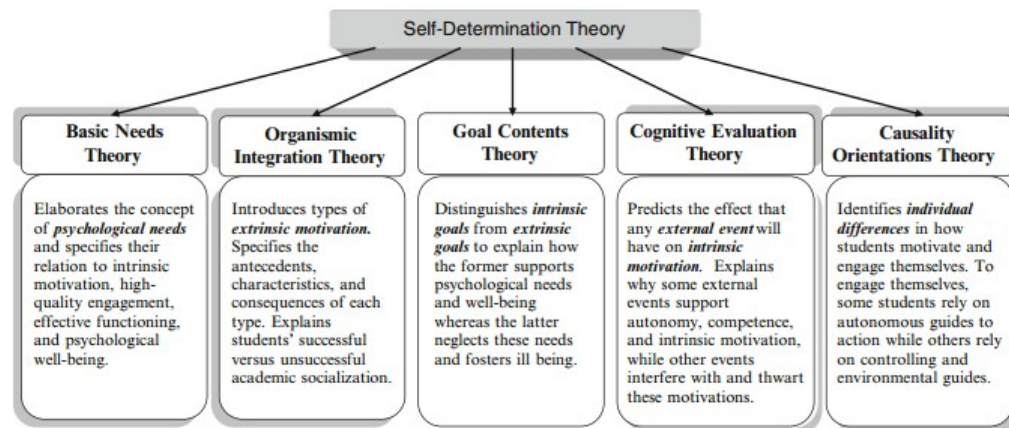 Self-Determination Theory
Basic Needs
Theory
Elaborates the concept
of psychological needs
and specifies their
relation to intrinsic
motivation, high-
quality engagement,
effective functioning,
and psychological
well-being.
Organismic
Integration Theory
Introduces types of
extrinsic motivation.
Specifies the
antecedents,
characteristics, and
consequences of each
type. Explains
students’ successful
versus unsuccessful
academic socialization.
Goal Contents
Theory
Distinguishes intrinsic
goals from extrinsic
goals to explain how
the former supports
psychological needs
and well-being
whereas the latter
neglects these needs
and fosters ill being.
Cognitive Evaluation
Theory
Predicts the effect that
any external event will
have on intrinsic
motivation. Explains
why some external
events support
autonomy, competence,
and intrinsic motivation,
while other events
interfere with and thwart
these motivations.
Causality
Orientations Theory
Identifies individual
differences in how
students motivate and
engage themselves. To
engage themselves,
some students rely on
autonomous guides to
action while others rely
on controlling and
environmental guides.